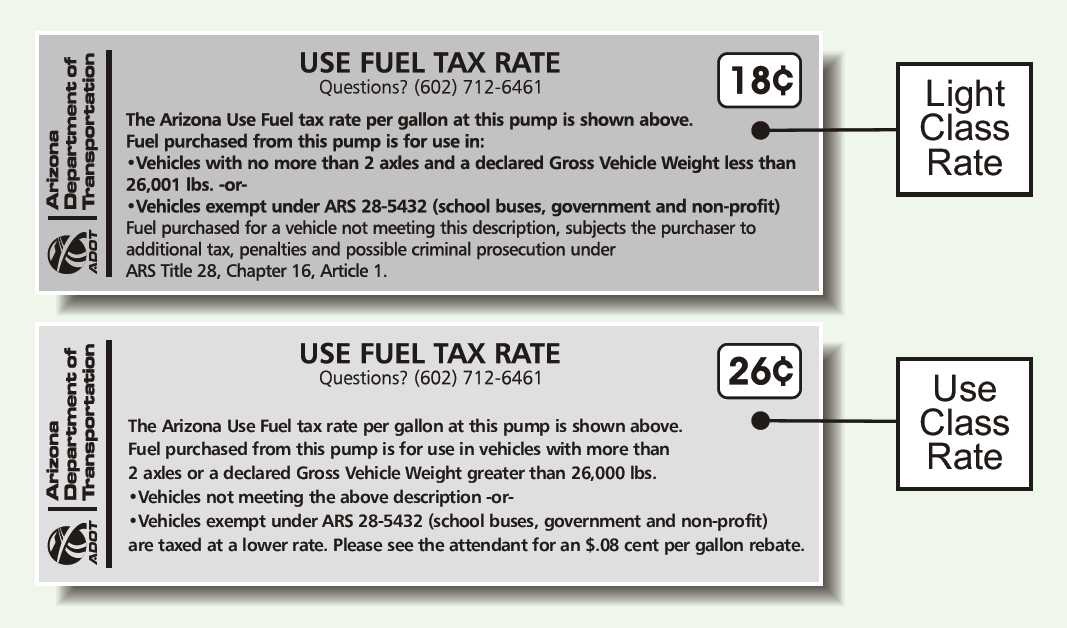 Arizona
Department of
Transportation
ADOT
USE FUEL TAX RATE
Questions? (602) 712-6461
18¢
The Arizona Use Fuel tax rate per gallon at this pump is shown above.
Fuel purchased from this pump is for use in:
•Vehicles with no more than 2 axles and a declared Gross Vehicle Weight less than
26,001 lbs. -or-
•Vehicles exempt under ARS 28-5432 (school buses, government and non-profit)
Fuel purchased for a vehicle not meeting this description, subjects the purchaser to
additional tax, penalties and possible criminal prosecution under
ARS Title 28, Chapter 16, Article 1.
Light
Class
Rate
Arizona
Department of
Transportation
ADOT
USE FUEL TAX RATE
Questions? (602) 712-6461
26¢
The Arizona Use Fuel tax rate per gallon at this pump is shown above.
Fuel purchased from this pump is for use in vehicles with more than
2 axles or a declared Gross Vehicle Weight greater than 26,000 lbs.
•Vehicles not meeting the above description -or-
•Vehicles exempt under ARS 28-5432 (school buses, government and non-profit)
are taxed at a lower rate. Please see the attendant for an $.08 cent per gallon rebate.
Use
Class
Rate